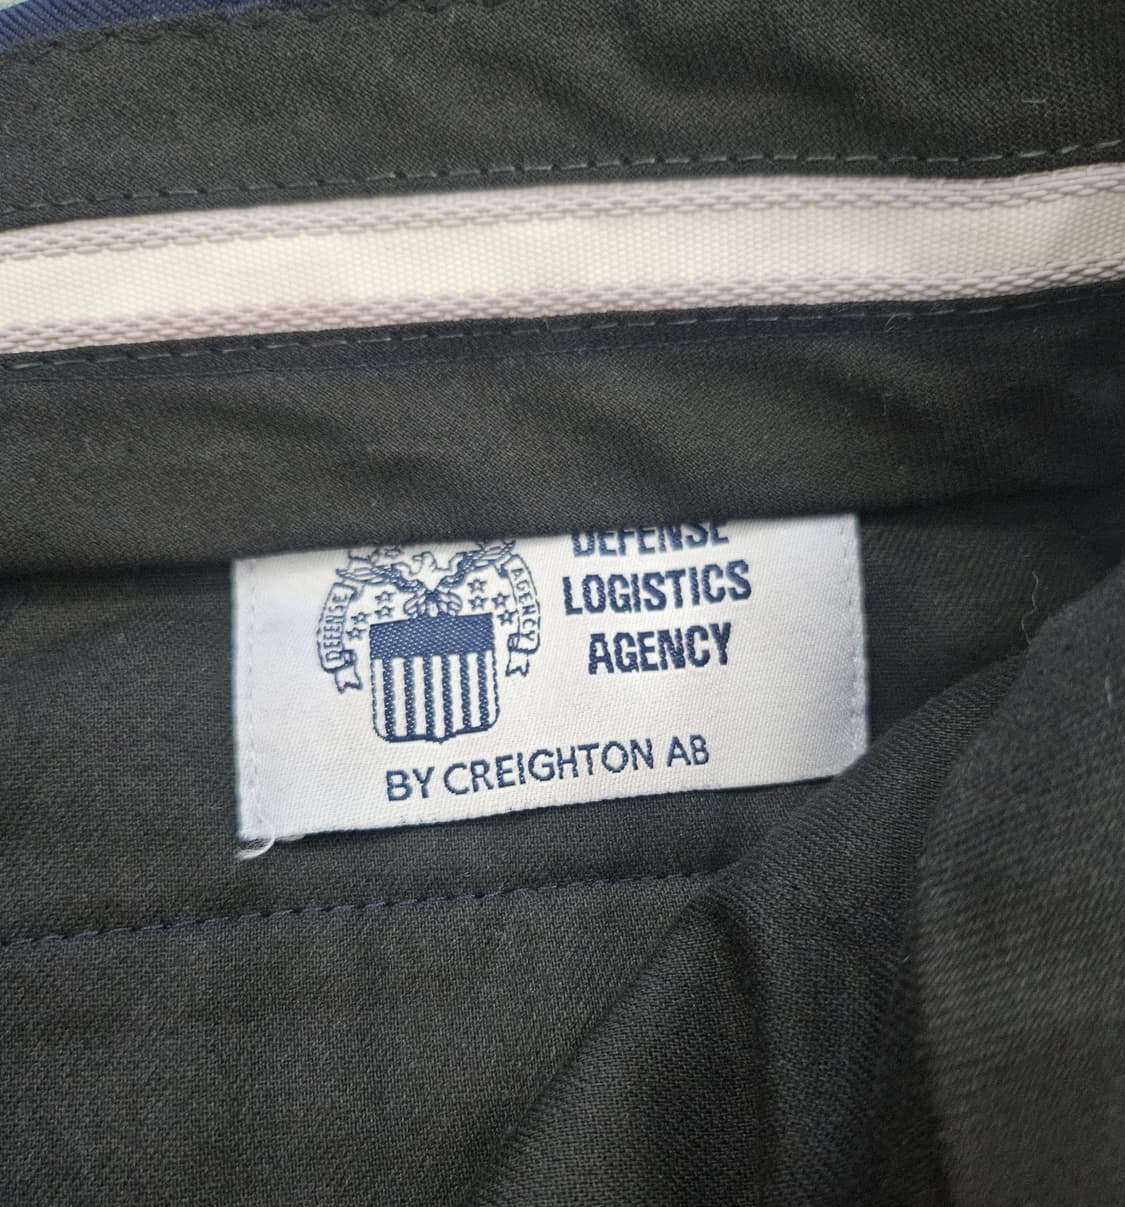 DEFENSE
LOGISTICS
AGENCY
DEFENSE
AGENCY
BY CREIGHTON AB